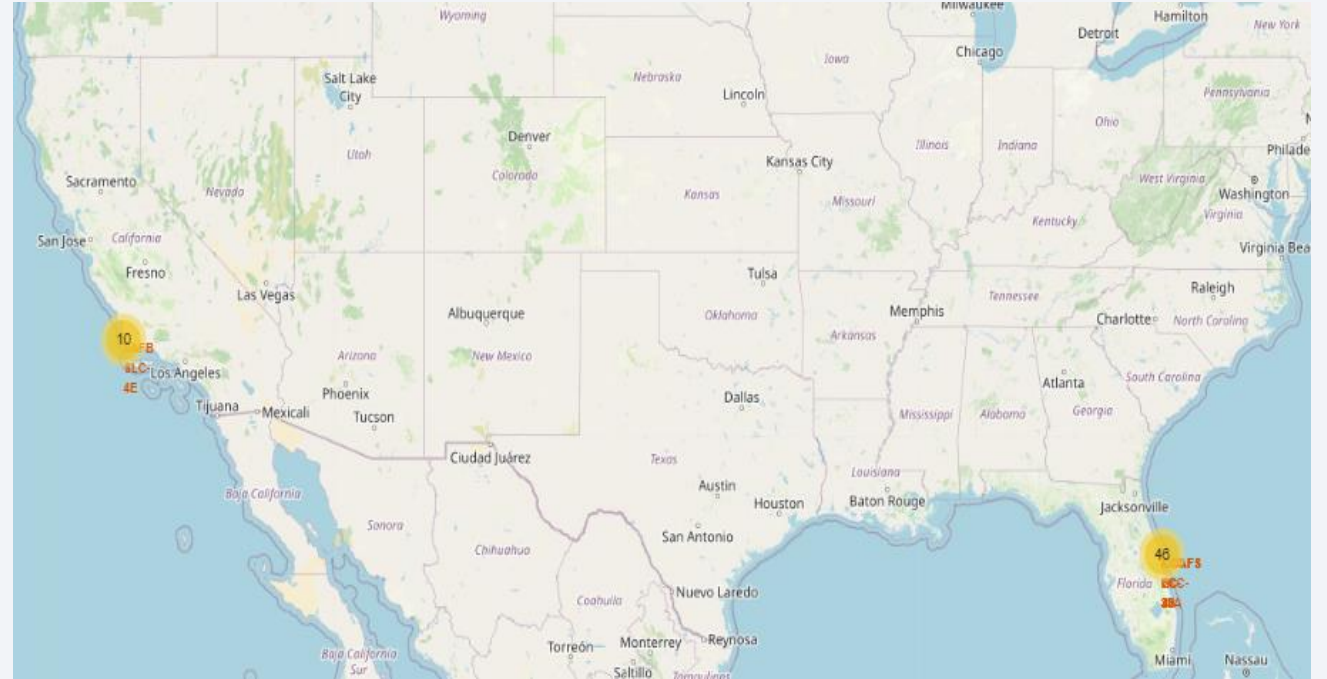 Wyoming
Milwaukee
Hamilton
New York
Detroit
Chicago
Iowa
Salt Lake
City
Nebraska
Lincoln
Pennsylvania
Ohio
Denver
Utah
Illinois
Indiana
Philade
Kansas City
Colorado
West Virginia
Sacramento
Nevada
Kansas
Missouri
Washington
Virginia
Kentucky
San Jose
California
Virginia Bea
Fresno
Tulsa
Las Vegas
Raleigh
Tennessee
Albuquerque
Oklahoma
Memphis
Charlotte
North Carolina
10
Arkansas
Arizona
New Mexico
Los Angeles
4E
Phoenix
Atlanta
South Carolina
Dallas
Tijuana
Mexicali
Tucson
Mississippi
Alabama
Georgia
Ciudad Juárez
Texas
Louisiana
Austin
Baja California
Houston
Baton Rouge
Jacksonville
Sonora
San Antonio
Chihuahua
46
Florida
Nuevo Laredo
Coahuila
Torreón
Monterrey
Reynosa
Baja California
Sur
Saltillo
Tamaulipas
Miami
Nassau